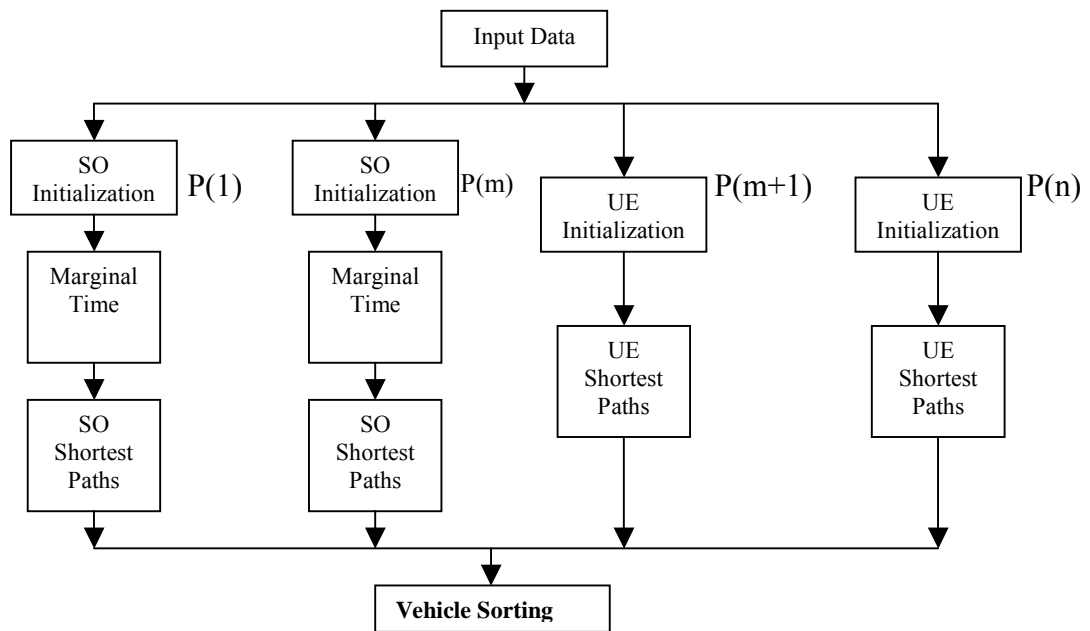 Input Data
SO
Initialization
P(1)
SO
Initialization
P(m)
UE
Initialization
P(m+1)
UE
Initialization
P(n)
Marginal
Time
Marginal
Time
UE
Shortest
Paths
UE
Shortest
Paths
SO
Shortest
Paths
SO
Shortest
Paths
Vehicle Sorting